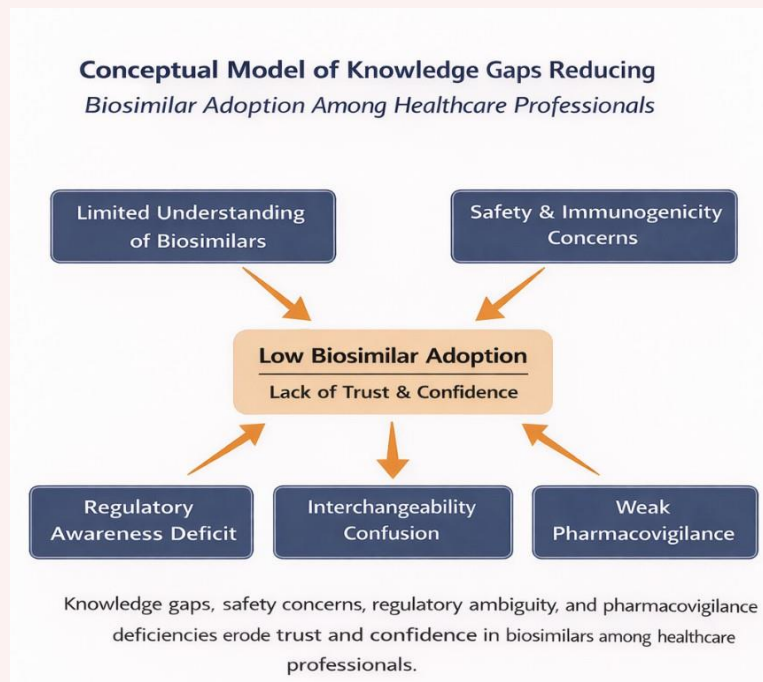 Conceptual Model of Knowledge Gaps Reducing
Biosimilar Adoption Among Healthcare Professionals
Limited Understanding
of Biosimilars
Safety & Immunogenicity
Concerns
Low Biosimilar Adoption
Lack of Trust & Confidence
Regulatory
Awareness Deficit
Interchangeability
Confusion
Weak
Pharmacovigilance
Knowledge gaps, safety concerns, regulatory ambiguity, and pharmacovigilance
deficiencies erode trust and confidence in biosimilars among healthcare
professionals.